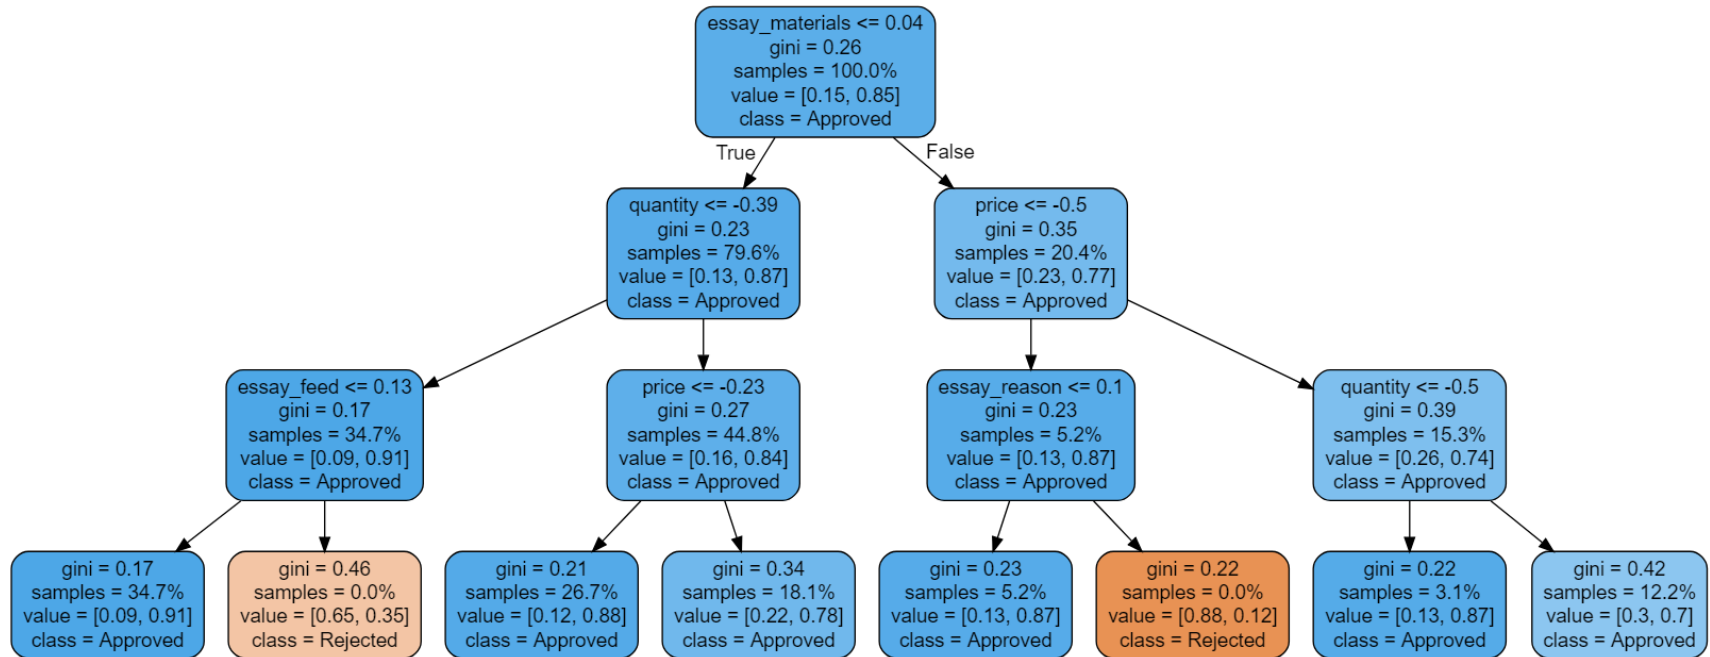 essay_materials <= 0.04
gini = 0.26
samples = 100.0%
value = [0.15, 0.85]
class = Approved
True
False
quantity <= -0.39
gini = 0.23
samples = 79.6%
value = [0.13, 0.87]
class = Approved
price <= -0.5
gini = 0.35
samples = 20.4%
value = [0.23, 0.77]
class = Approved
essay_feed <= 0.13
gini = 0.17
samples = 34.7%
value = [0.09, 0.91]
class = Approved
price <= -0.23
gini = 0.27
samples = 44.8%
value = [0.16, 0.84]
class = Approved
essay_reason <= 0.1
gini = 0.23
samples = 5.2%
value = [0.13, 0.87]
class = Approved
quantity <= -0.5
gini = 0.39
samples = 15.3%
value = [0.26, 0.74]
class = Approved
gini = 0.17
samples = 34.7%
value = [0.09, 0.91]
class = Approved
gini = 0.46
samples = 0.0%
value = [0.65, 0.35]
class = Rejected
gini = 0.21
samples = 26.7%
value = [0.12, 0.88]
class = Approved
gini = 0.34
samples = 18.1%
value = [0.22, 0.78]
class = Approved
gini = 0.23
samples = 5.2%
value = [0.13, 0.87]
class = Approved
gini = 0.22
samples = 0.0%
value = [0.88, 0.12]
class = Rejected
gini = 0.22
samples = 3.1%
value = [0.13, 0.87]
class = Approved
gini = 0.42
samples = 12.2%
value = [0.3, 0.7]
class = Approved